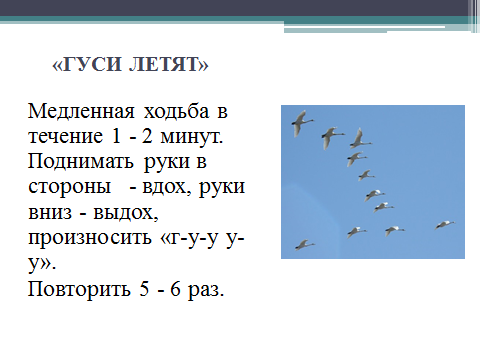 «ГУСИ ЛЕТЯТ»
Медленная ходьба в
течение 1 - 2 минут.
Поднимать руки в
стороны - вдох, руки
вниз - выдох,
произносить «г-у-у у-
у».
Повторить 5 - 6 раз.